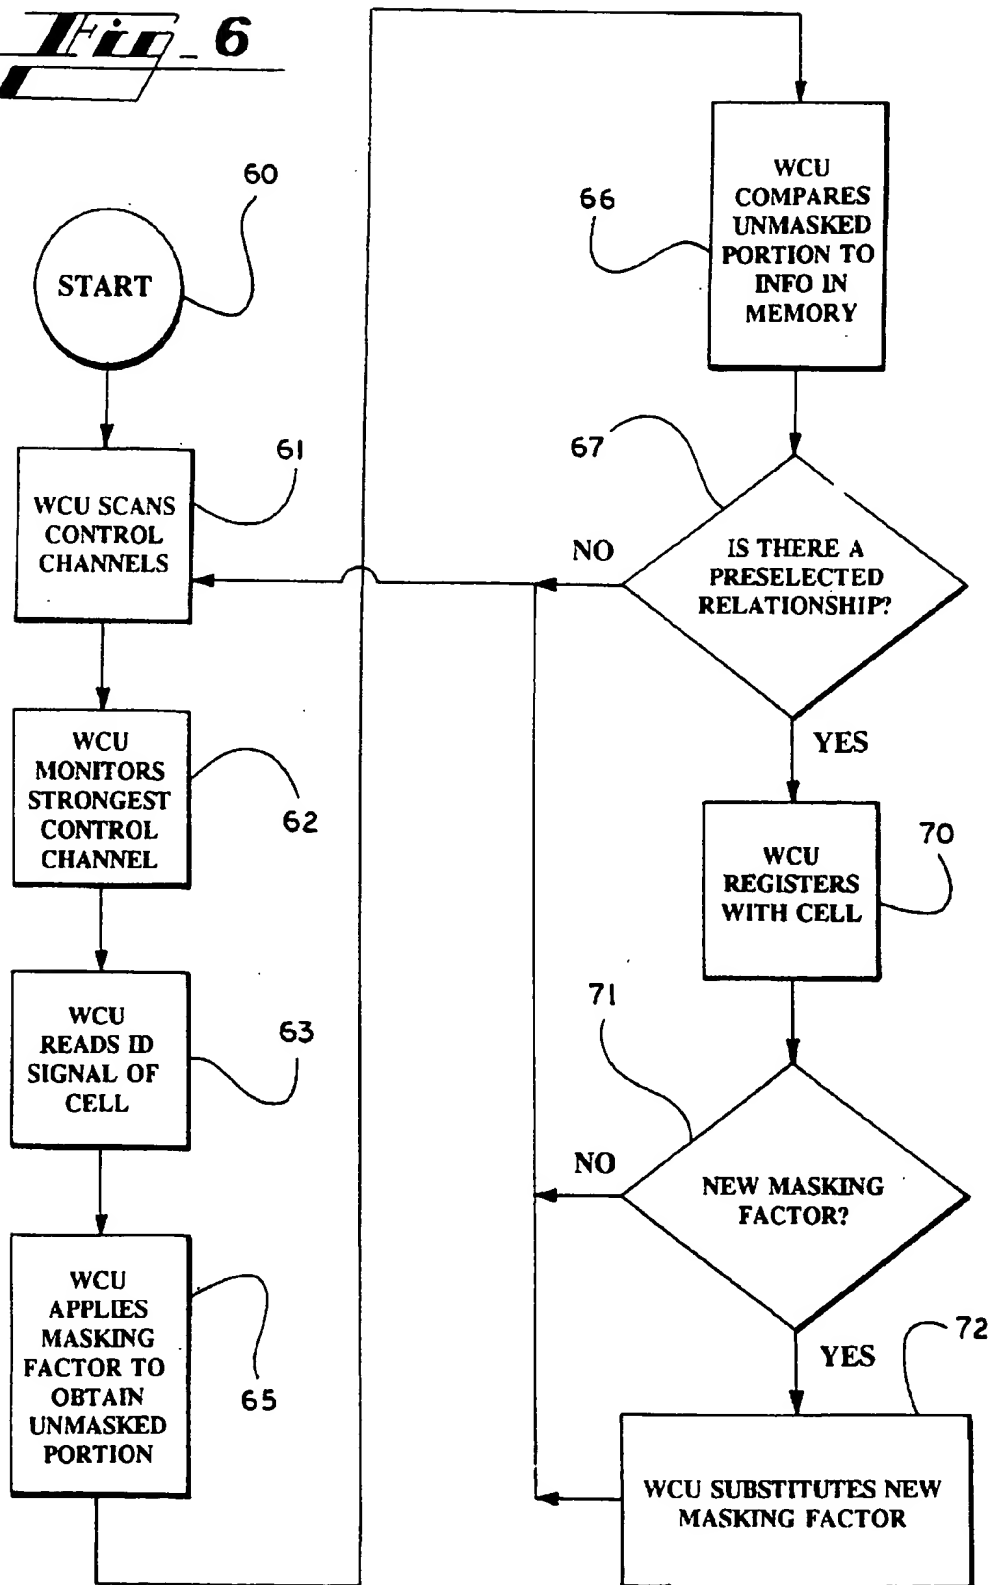 Fig_6
60
START
61
WCU SCANS
CONTROL
CHANNELS
WCU
MONITORS
STRONGEST
CONTROL
CHANNEL
62
WCU
READS ID
SIGNAL OF
CELL
63
WCU
APPLIES
MASKING
FACTOR TO
OBTAIN
UNMASKED
PORTION
65
66
WCU
COMPARES
UNMASKED
PORTION TO
INFO IN
MEMORY
67
IS THERE A
PRESELECTED
RELATIONSHIP?
NO
YES
70
WCU
REGISTERS
WITH CELL
71
NEW MASKING
FACTOR?
NO
YES
72
WCU SUBSTITUTES NEW
MASKING FACTOR